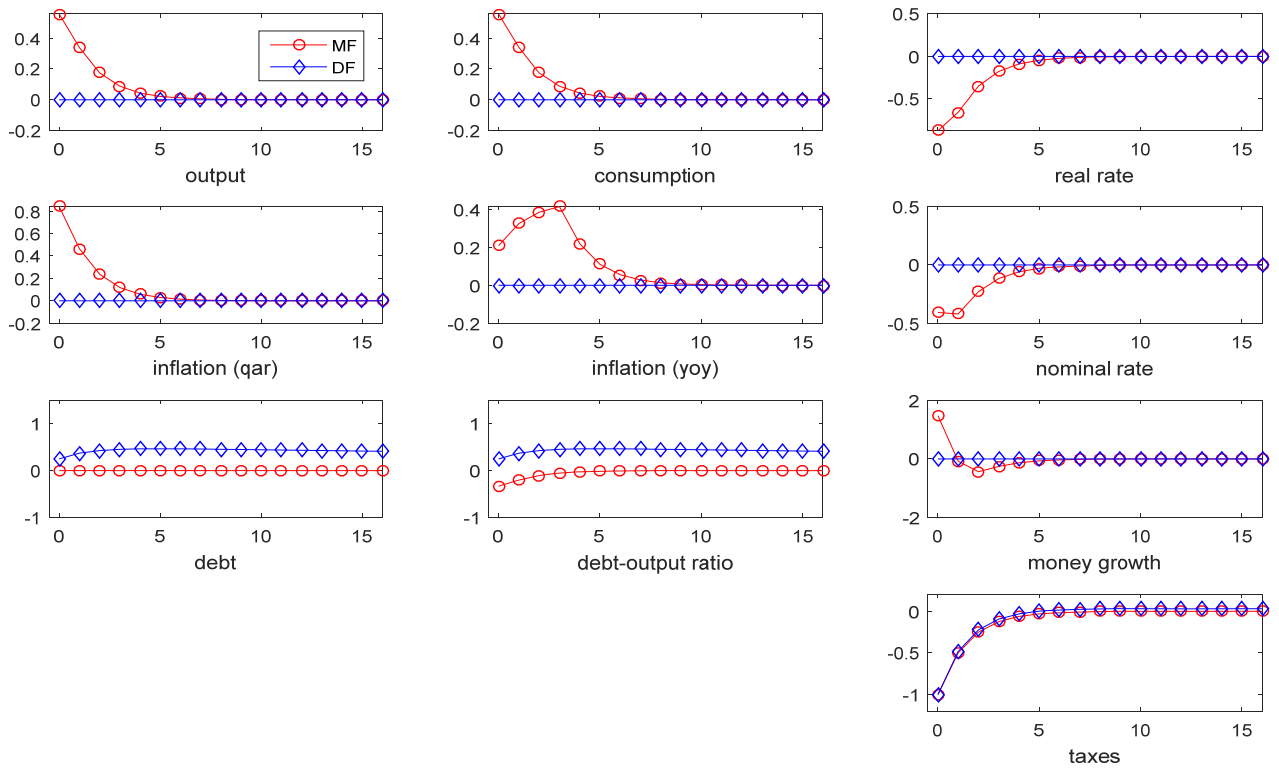 0.4
0.2
0
-0.2
0 5 10 15
output
MF
DF
0.4
0.2
0
-0.2
0 5 10 15
consumption
0.5
0
-0.5
0 5 10 15
real rate
0.8
0.6
0.4
0.2
0
-0.2
0 5 10 15
inflation (qar)
0.4
0.2
0
-0.2
0 5 10 15
inflation (yoy)
0.5
0
-0.5
0 5 10 15
nominal rate
1
0
-1
0 5 10 15
debt
1
0
-1
0 5 10 15
debt-output ratio
2
0
-2
0 5 10 15
money growth
0
-0.5
-1
0 5 10 15
taxes